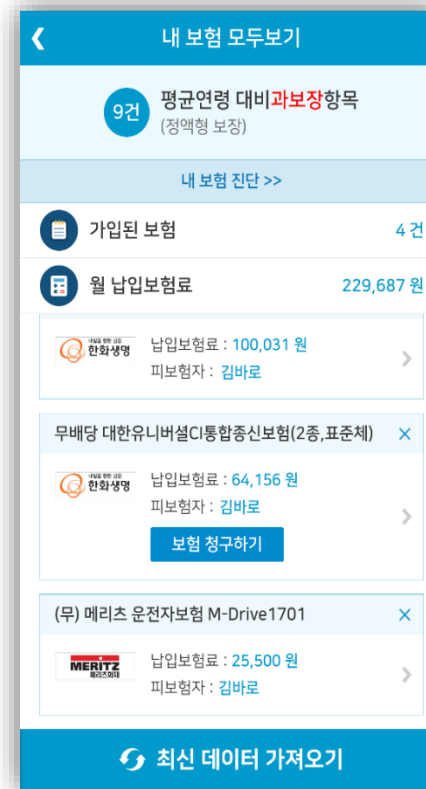 내 보험 모두보기
9건
평균연령 대비과보장항목
(정액형 보장)
내 보험 진단 >>
가입된 보험 4 건
월 납입보험료 229,687 원
한화생명
납입보험료 : 100,031 원
피보험자 : 김바로
무배당 대한유니버셜CI통합종신보험(2종,표준체)
한화생명
납입보험료 : 64,156 원
피보험자 : 김바로
보험 청구하기
(무) 메리츠 운전자보험 M-Drive1701
MERITZ
메리츠화재
납입보험료 : 25,500 원
피보험자 : 김바로
최신 데이터 가져오기